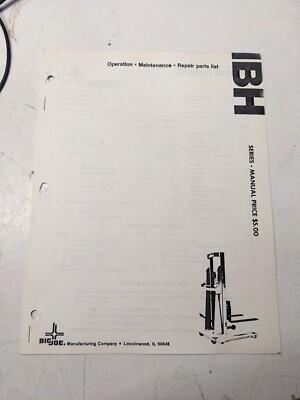 Operation • Maintenance • Repair parts list
IBH
SERIES • MANUAL PRICE $5.00
BIG JOE® Manufacturing Company • Lincolnwood, IL 60646